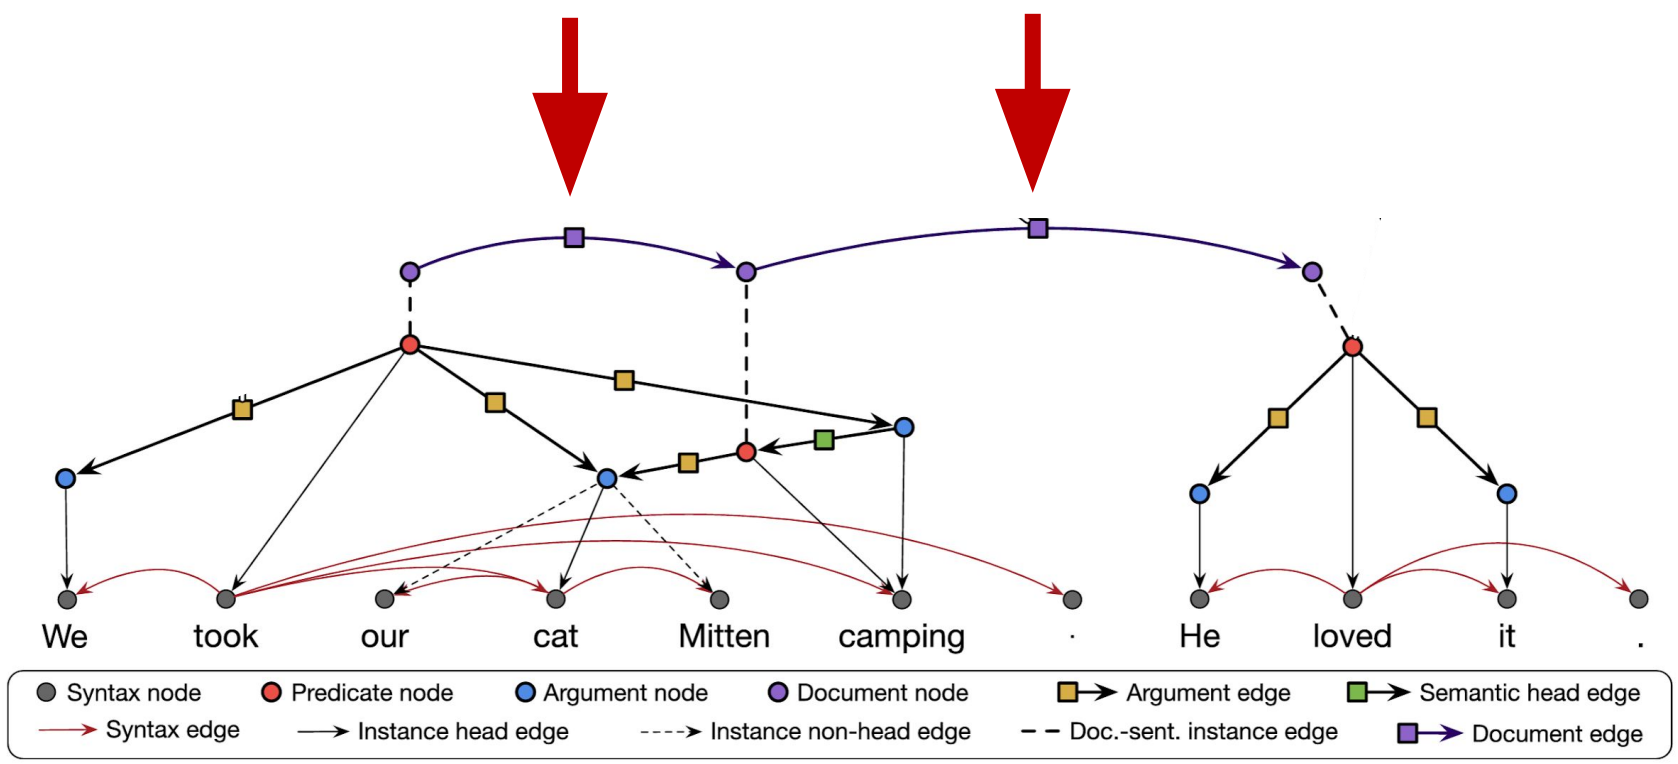 We took our cat Mitten camping . He loved it .
Syntax node Predicate node Argument node Document node Argument edge Semantic head edge
Syntax edge Instance head edge Instance non-head edge Doc.-sent. instance edge Document edge